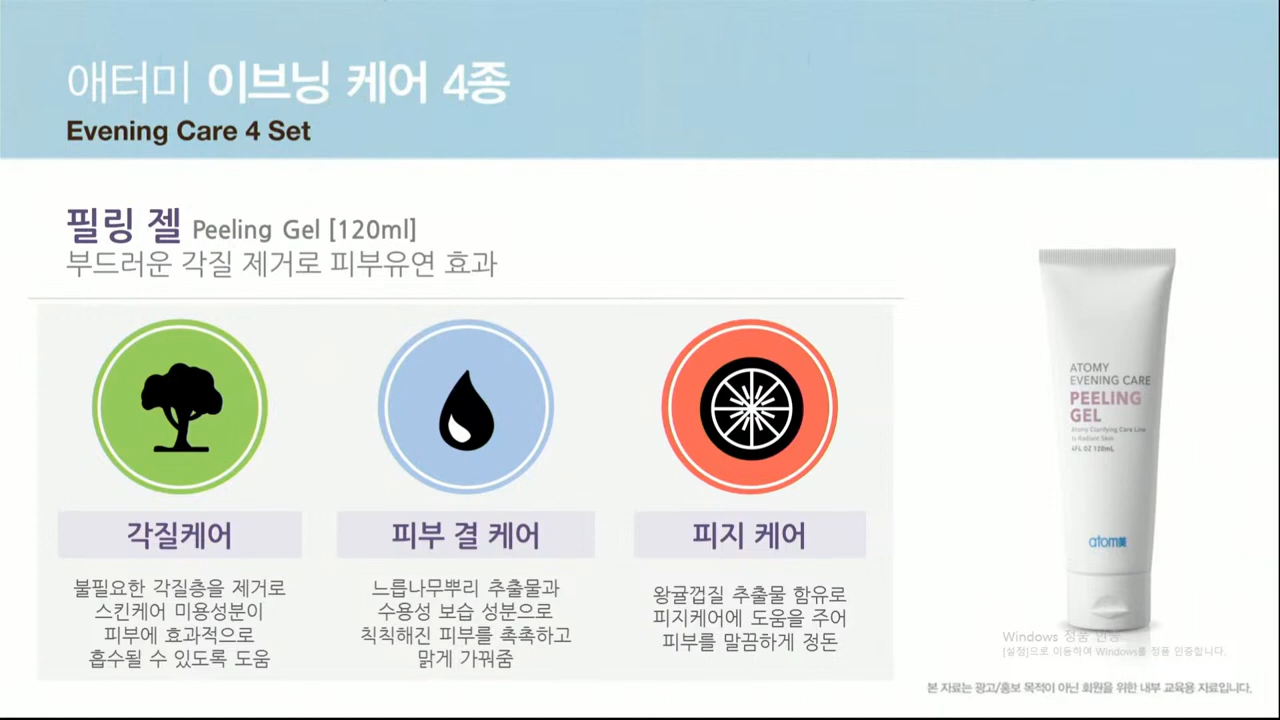 애터미 이브닝 케어 4종
Evening Care 4 Set
필링 젤 Peeling Gel [120ml]
부드러운 각질 제거로 피부유연 효과
각질케어
불필요한 각질층을 제거로
스킨케어 미용성분이
피부에 효과적으로
흡수될 수 있도록 도움
피부 결 케어
느릅나무뿌리 추출물과
수용성 보습 성분으로
칙칙해진 피부를 촉촉하고
맑게 가꿔줌
피지 케어
왕귤껍질 추출물 함유로
피지케어에 도움을 주어
피부를 말끔하게 정돈
ATOMY
EVENING CARE
PEELING
GEL
Atomy Clarifying Care Line
to Radiant Skin
4FL OZ 120mL
atom美
Windows 정품 인증
[설정]으로 이동하여 Windows를 정품 인증합니다.
본 자료는 광고/홍보 목적이 아닌 회원을 위한 내부 교육용 자료입니다.